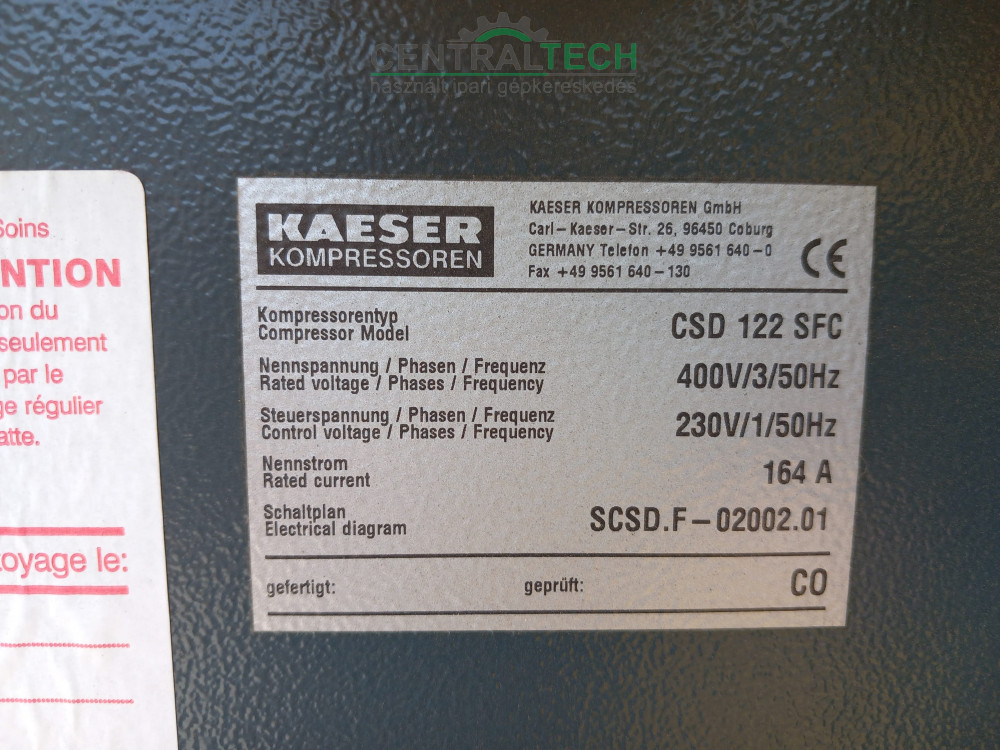 CENTRALTECH
használt ipari gépkereskedés
Soins
NTION
on du
seulement
par le
ge régulier
atte.
oyage le:
KAESER
KOMPRESSOREN
KAESER KOMPRESSOREN GmbH
Carl-Kaeser-Str. 26, 96450 Coburg
GERMANY Telefon +49 9561 640-0
Fax +49 9561 640-130
CE
Kompressorentyp
Compressor Model
CSD 122 SFC
Nennspannung / Phasen / Frequenz
Rated voltage / Phases / Frequency
400V/3/50Hz
Steuerspannung / Phasen / Frequenz
Control voltage / Phases / Frequency
230V/1/50Hz
Nennstrom
Rated current
164 A
Schaltplan
Electrical diagram
SCSD.F-02002.01
gefertigt:
geprüft:
CO